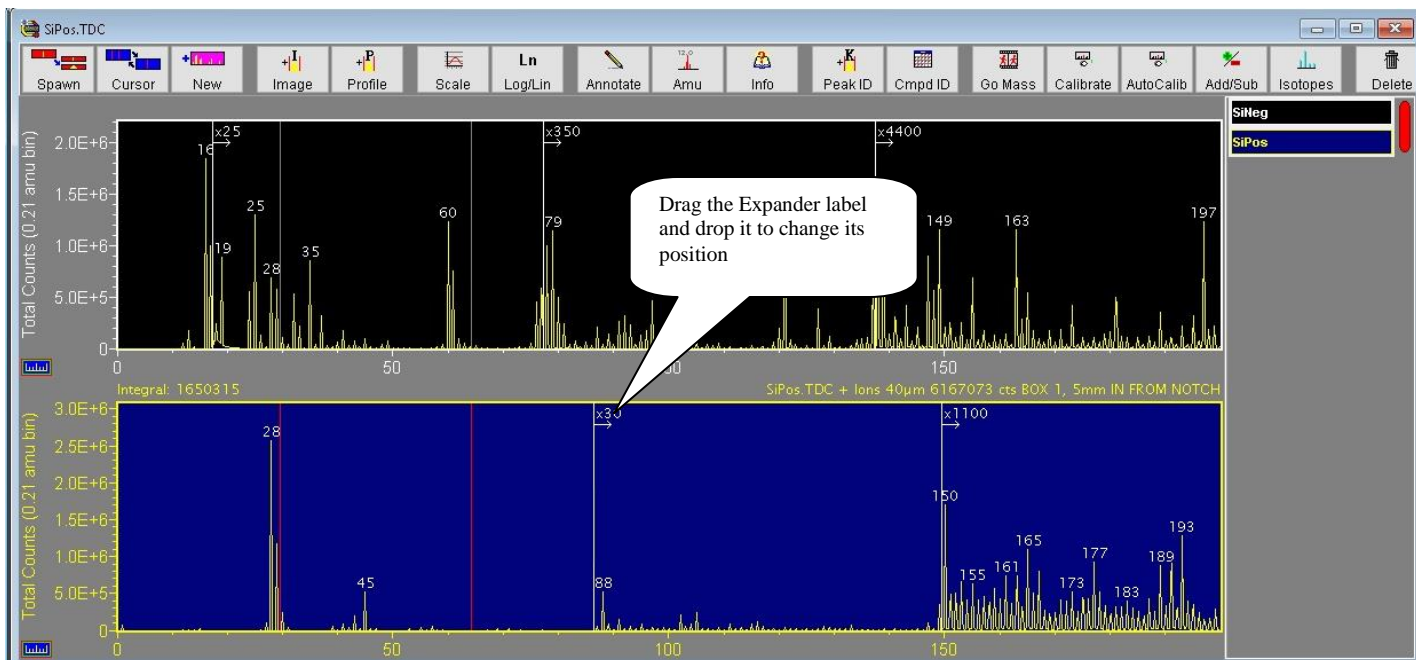 SiPos.TDC
Spawn Cursor New Image Profile Scale Log/Lin Annotate Amu Info Peak ID Cmpd ID Go Mass Calibrate AutoCalib Add/Sub Isotopes Delete
+I +P Ln 12,0 +K
SiNeg
SiPos
Total Counts (0.21 amu bin)
2.0E+6
1.5E+6
1.0E+6
5.0E+5
0
x25 x350 x4400
16 19 25 28 35 60 79 149 163 197
Drag the Expander label
and drop it to change its
position
0 50 100 150
Integral: 1650315 SiPos.TDC + Ions 40µm 6167073 cts BOX 1, 5mm IN FROM NOTCH
Total Counts (0.21 amu bin)
3.0E+6
2.5E+6
2.0E+6
1.5E+6
1.0E+6
5.0E+5
0
x30 x1100
28 45 88 150 155 161 165 173 177 183 189 193
0 50 100 150